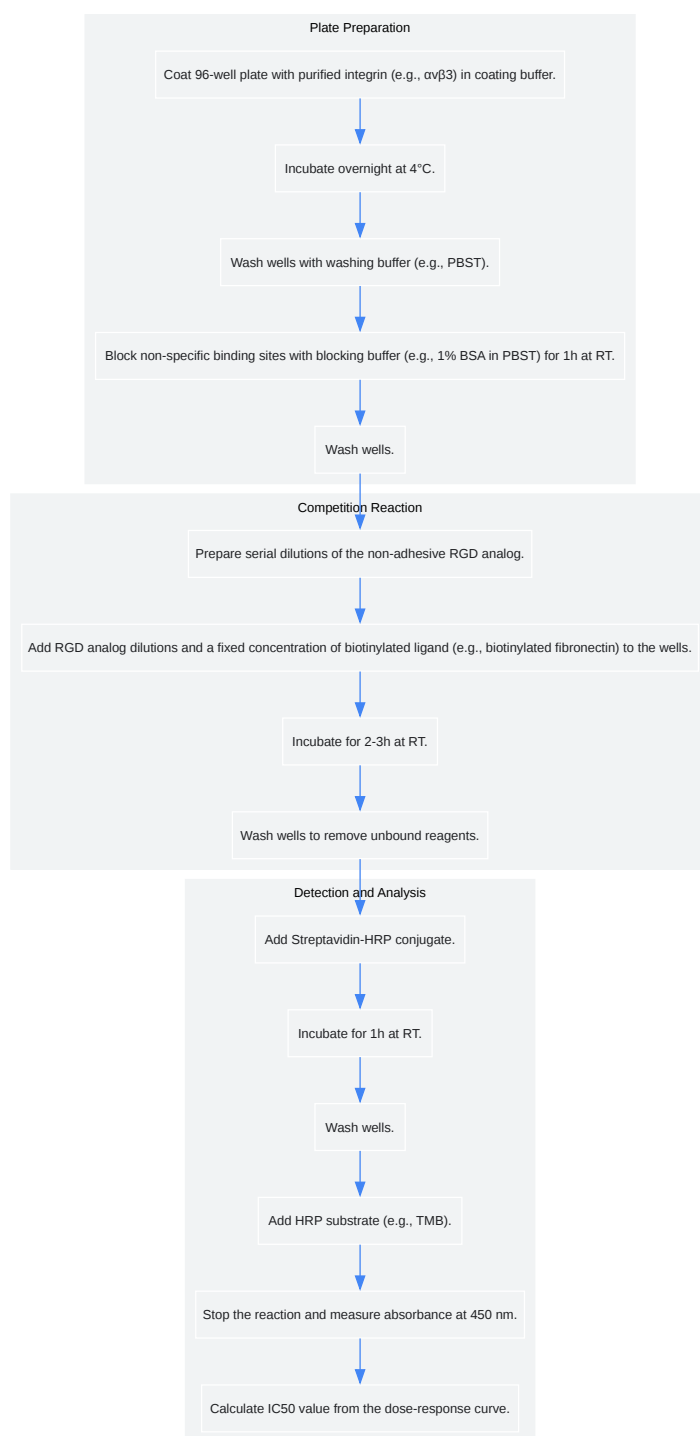 Plate Preparation
Coat 96-well plate with purified integrin (e.g., αvβ3) in coating buffer.
Incubate overnight at 4°C.
Wash wells with washing buffer (e.g., PBST).
Block non-specific binding sites with blocking buffer (e.g., 1% BSA in PBST) for 1h at RT.
Wash wells.
Competition Reaction
Prepare serial dilutions of the non-adhesive RGD analog.
Add RGD analog dilutions and a fixed concentration of biotinylated ligand (e.g., biotinylated fibronectin) to the wells.
Incubate for 2-3h at RT.
Wash wells to remove unbound reagents.
Detection and Analysis
Add Streptavidin-HRP conjugate.
Incubate for 1h at RT.
Wash wells.
Add HRP substrate (e.g., TMB).
Stop the reaction and measure absorbance at 450 nm.
Calculate IC50 value from the dose-response curve.